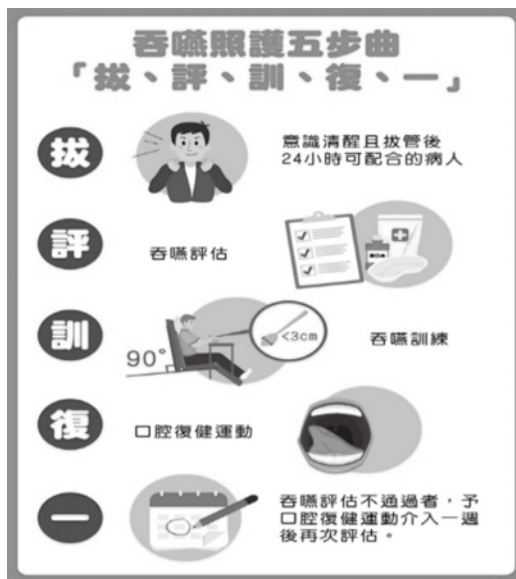 吞嚥照護五步曲
「拔、評、訓、復、一」
拔
意識清醒且拔管後
24小時可配合的病人
評
吞嚥評估
訓
90°
<3cm
吞嚥訓練
復
口腔復健運動
一
吞嚥評估不通過者，予
口腔復健運動介入一週
後再次評估。